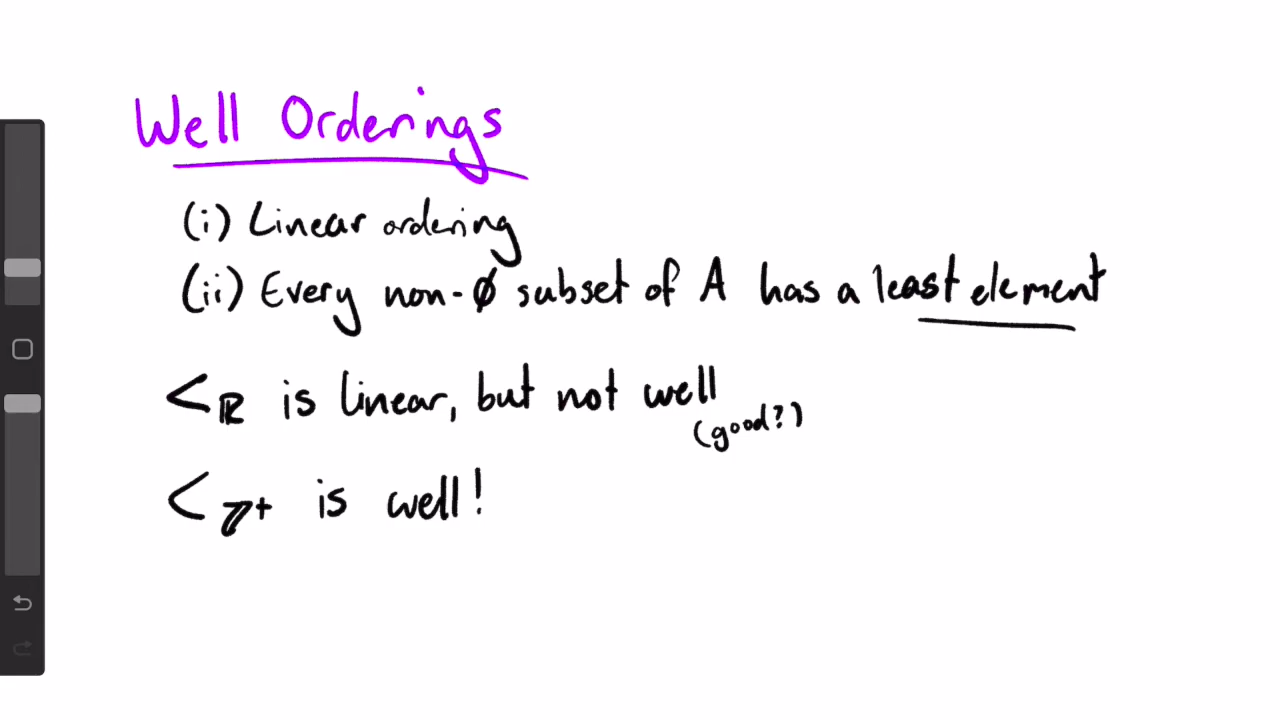 Well Orderings
(i) Linear ordering
(ii) Every non-∅ subset of A has a least element
<ℝ is linear, but not well
(good?)
<ℤ+ is well!